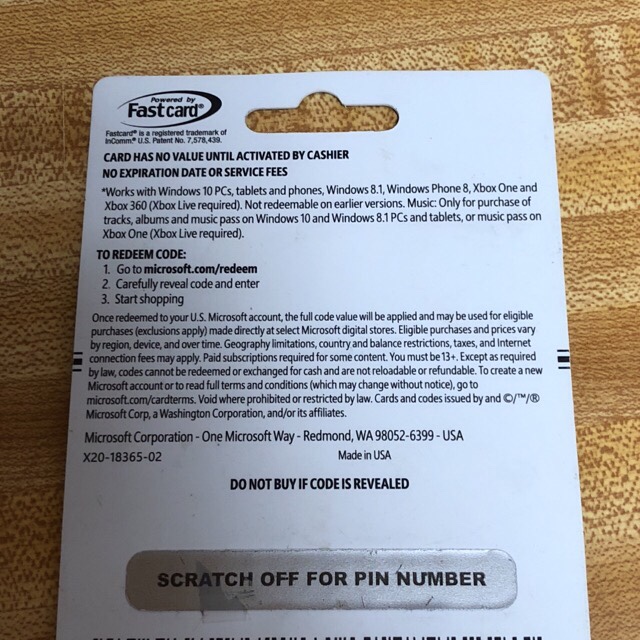 Powered by
Fastcard®
Fastcard® is a registered trademark of
InComm.® U.S. Patent No. 7,578,439.
CARD HAS NO VALUE UNTIL ACTIVATED BY CASHIER
NO EXPIRATION DATE OR SERVICE FEES
*Works with Windows 10 PCs, tablets and phones, Windows 8.1, Windows Phone 8, Xbox One and
Xbox 360 (Xbox Live required). Not redeemable on earlier versions. Music: Only for purchase of
tracks, albums and music pass on Windows 10 and Windows 8.1 PCs and tablets, or music pass on
Xbox One (Xbox Live required).
TO REDEEM CODE:
1. Go to microsoft.com/redeem
2. Carefully reveal code and enter
3. Start shopping
Once redeemed to your U.S. Microsoft account, the full code value will be applied and may be used for eligible
purchases (exclusions apply) made directly at select Microsoft digital stores. Eligible purchases and prices vary
by region, device, and over time. Geography limitations, country and balance restrictions, taxes, and Internet
connection fees may apply. Paid subscriptions required for some content. You must be 13+. Except as required
by law, codes cannot be redeemed or exchanged for cash and are not reloadable or refundable. To create a new
Microsoft account or to read full terms and conditions (which may change without notice), go to
microsoft.com/cardterms. Void where prohibited or restricted by law. Cards and codes issued by and ©/™/®
Microsoft Corp, a Washington Corporation, and/or its affiliates.
Microsoft Corporation - One Microsoft Way - Redmond, WA 98052-6399 - USA
X20-18365-02 Made in USA
DO NOT BUY IF CODE IS REVEALED
SCRATCH OFF FOR PIN NUMBER